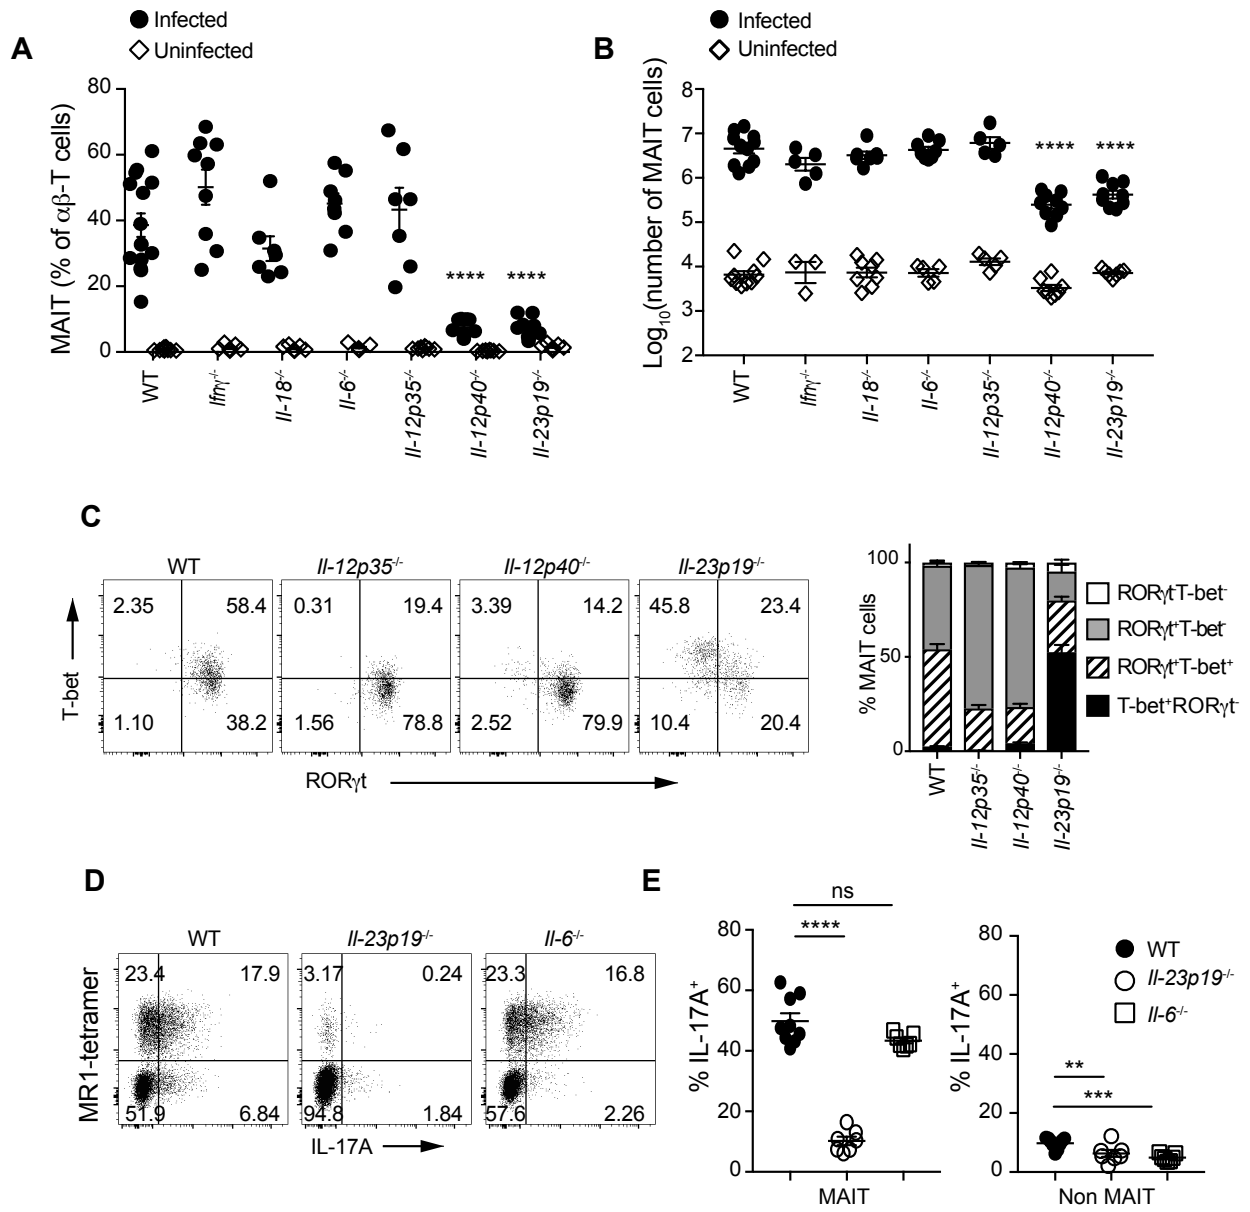 A
Infected
Uninfected
MAIT (% of αβ-T cells)
80
60
40
20
0
****
****
WT
Ifnγ-/-
Il-18-/-
Il-6-/-
Il-12p35-/-
Il-12p40-/-
Il-23p19-/-
B
Infected
Uninfected
Log10(number of MAIT cells)
8
7
6
5
4
3
2
****
****
WT
Ifnγ-/-
Il-18-/-
Il-6-/-
Il-12p35-/-
Il-12p40-/-
Il-23p19-/-
C
WT
Il-12p35-/-
Il-12p40-/-
Il-23p19-/-
2.35
58.4
0.31
19.4
3.39
14.2
45.8
23.4
1.10
38.2
1.56
78.8
2.52
79.9
10.4
20.4
T-bet
RORγt
% MAIT cells
100
50
0
WT
Il-12p35-/-
Il-12p40-/-
Il-23p19-/-
RORγt-T-bet-
RORγt+T-bet-
RORγt+T-bet+
T-bet+RORγt-
D
WT
Il-23p19-/-
Il-6-/-
23.4
17.9
3.17
0.24
23.3
16.8
51.9
6.84
94.8
1.84
57.6
2.26
MR1-tetramer
IL-17A
E
% IL-17A+
80
60
40
20
0
ns
****
MAIT
% IL-17A+
80
60
40
20
0
**
***
Non MAIT
WT
Il-23p19-/-
Il-6-/-